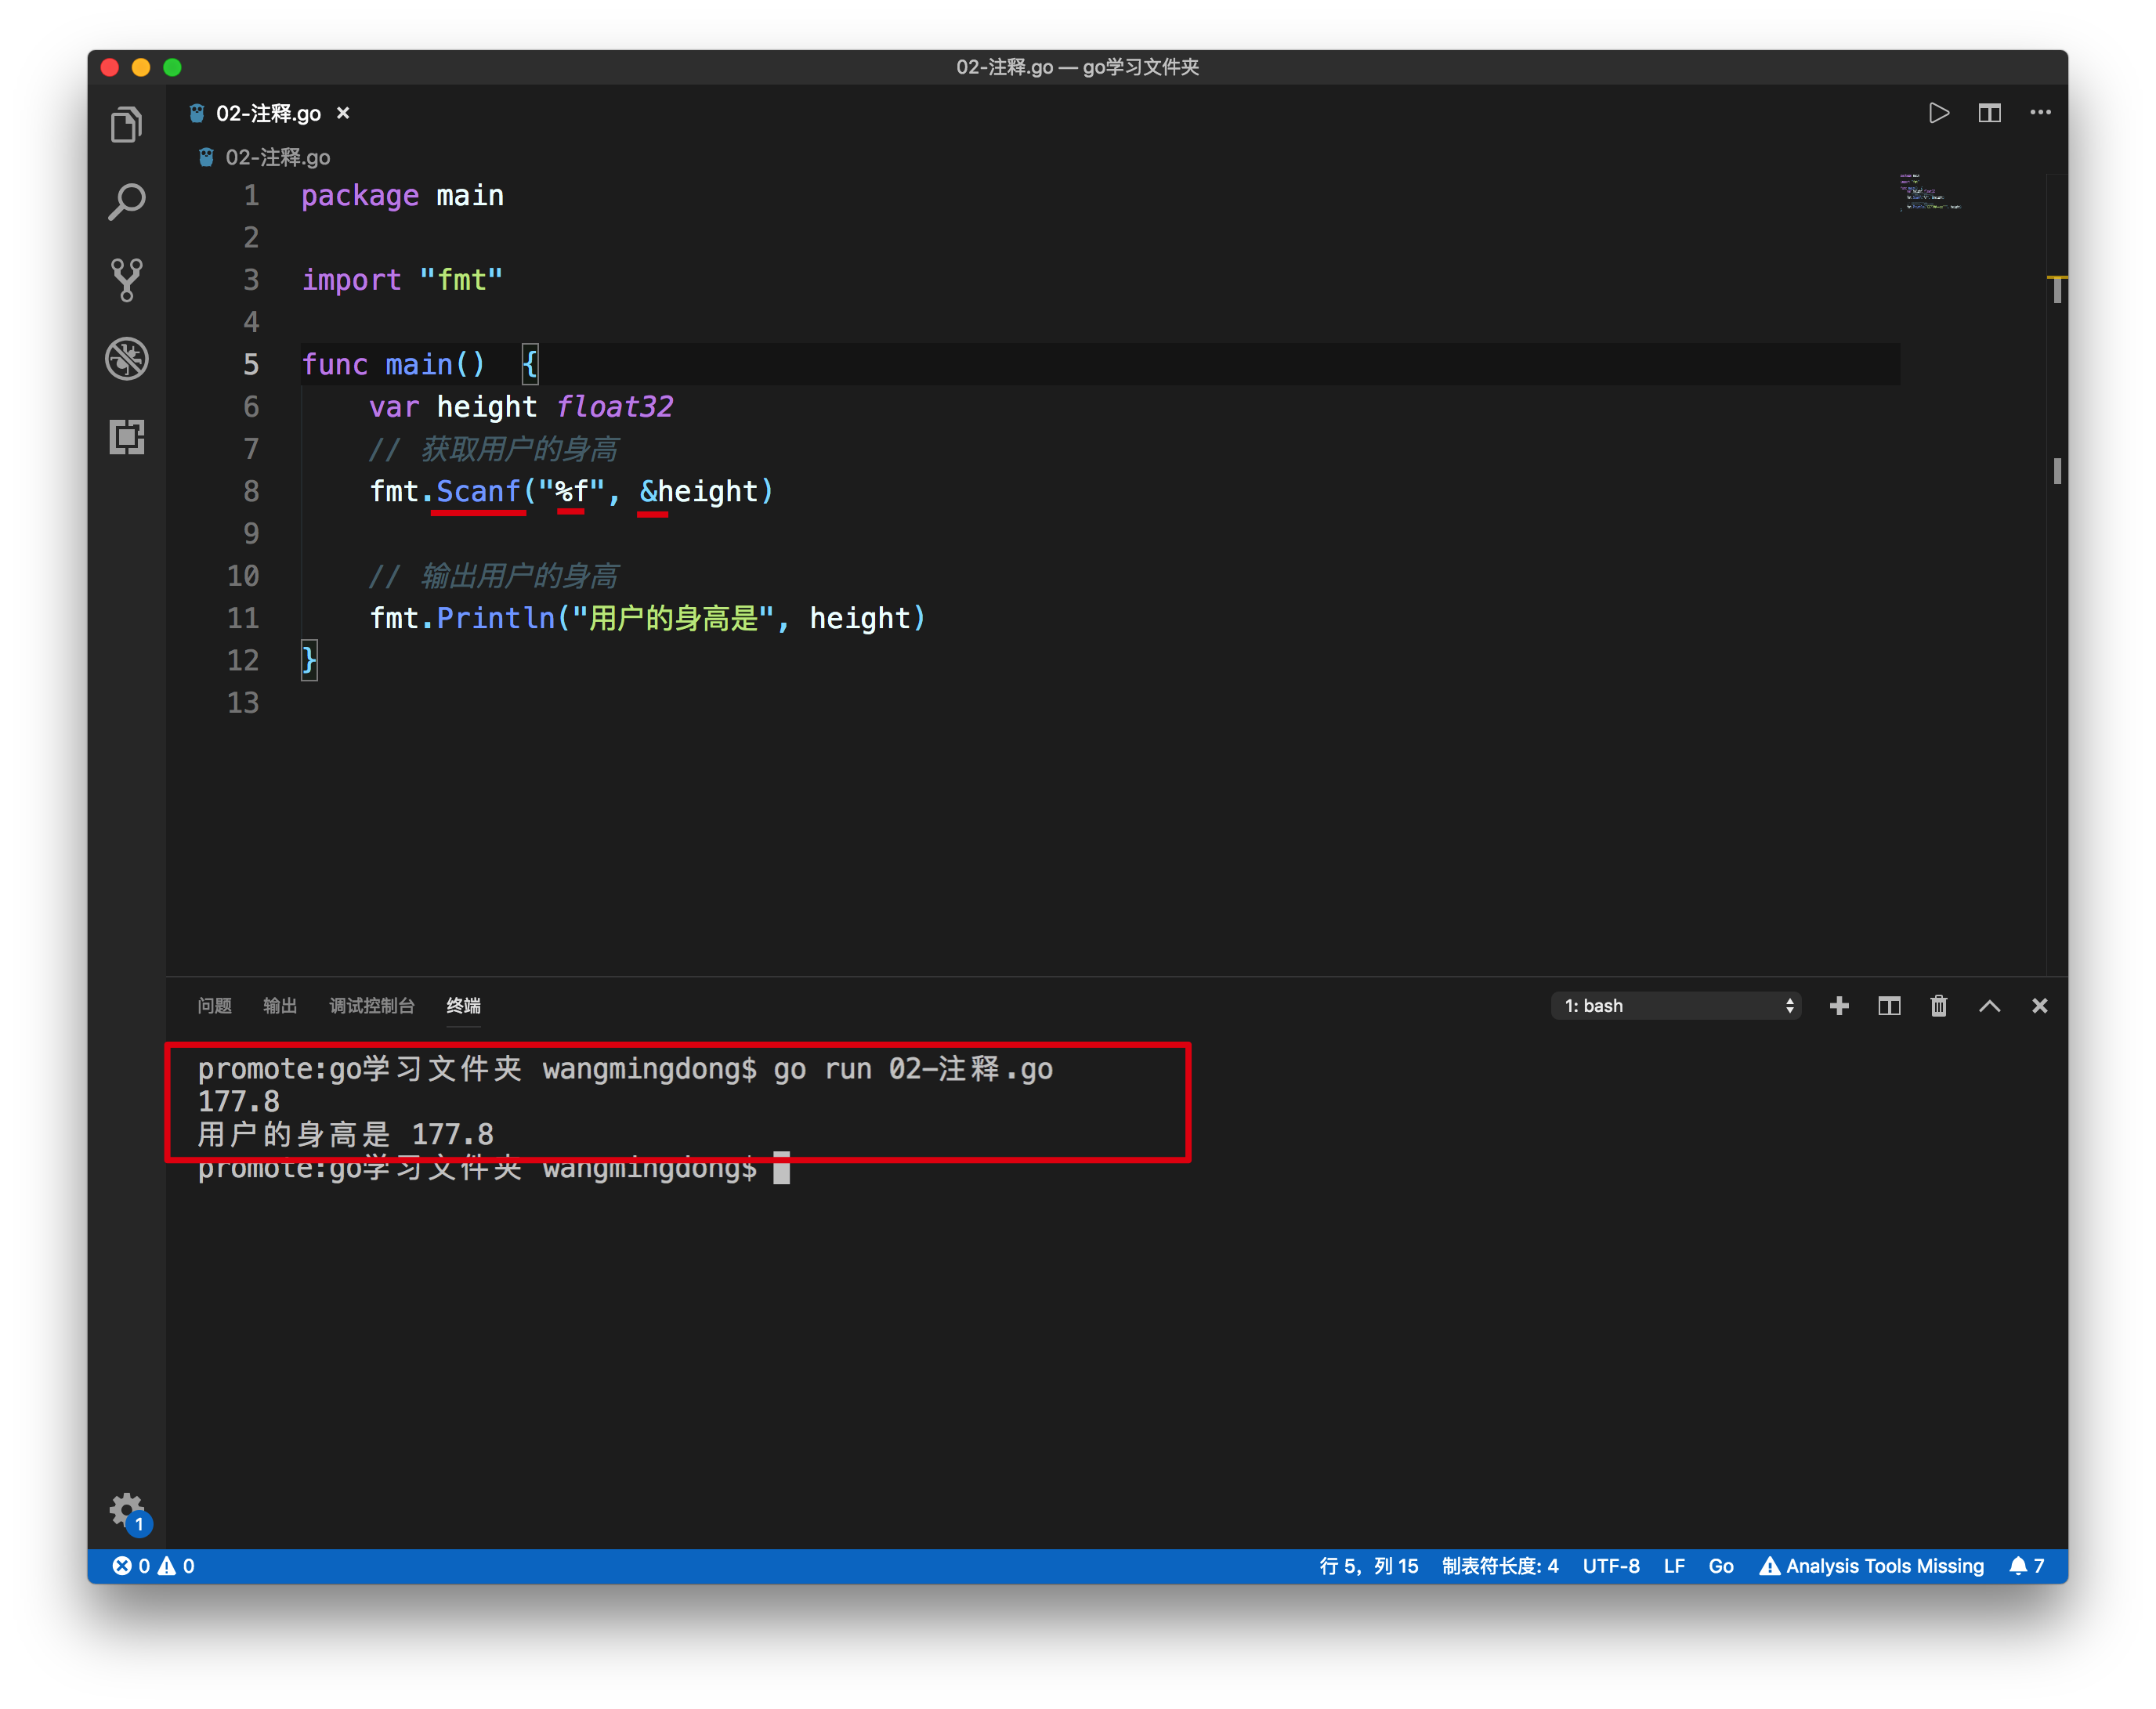 02-注释.go — go学习文件夹
02-注释.go
02-注释.go
1 package main
2
3 import "fmt"
4
5 func main()  {
6     var height float32
7     // 获取用户的身高
8     fmt.Scanf("%f", &height)
9
10     // 输出用户的身高
11     fmt.Println("用户的身高是", height)
12 }
13
问题 输出 调试控制台 终端 1: bash
promote:go学习文件夹 wangmingdong$ go run 02-注释.go
177.8
用户的身高是 177.8
promote:go学习文件夹 wangmingdong$
1
0 0 行 5，列 15 制表符长度: 4 UTF-8 LF Go Analysis Tools Missing 7